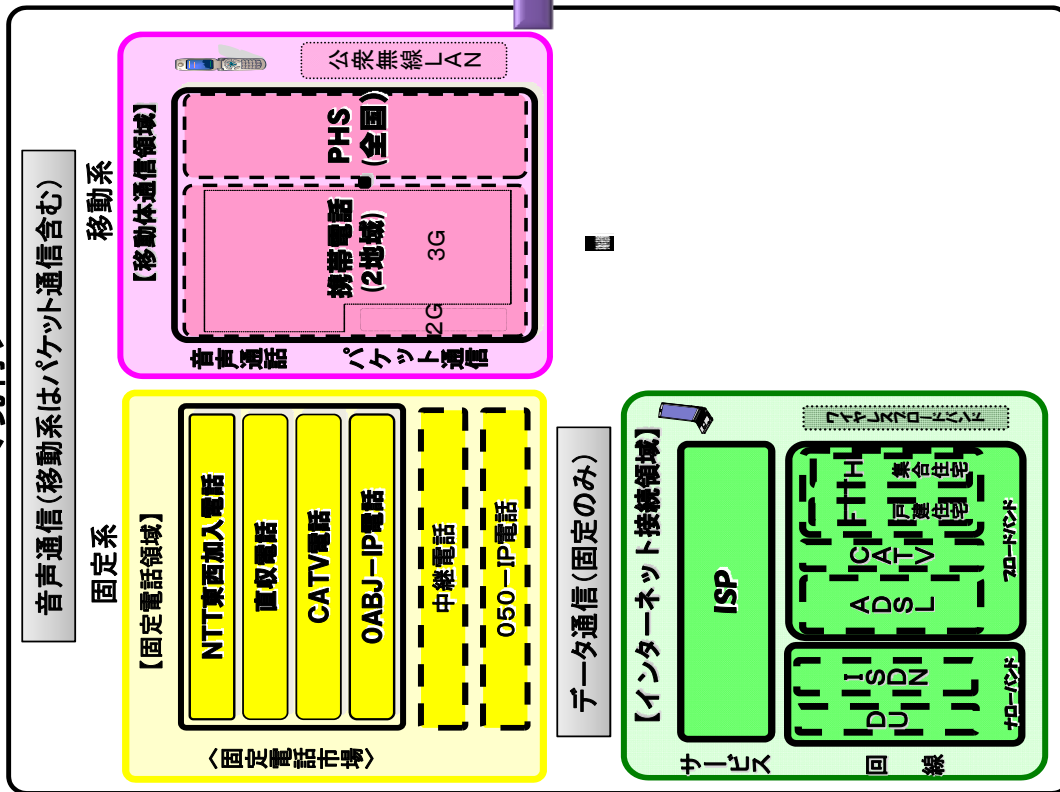 音声通信(移動系はパケット通信含む)
固定系
【固定電話領域】
NTT東西加入電話
直収電話
CATV電話
0ABJ－IP電話
中継電話
050－IP電話
〈固定電話市場〉
移動系
【移動体通信領域】
音声通話
パケット通信
携帯電話
(2地域)
2G
3G
PHS
(全国)
公衆無線LAN
データ通信(固定のみ)
【インターネット接続領域】
サービス
ISP
回線
DU
ISDN
ナローバンド
ADSL
CATV
FTTH
戸建住宅
集合住宅
ブロードバンド
ワイヤレスブロードバンド